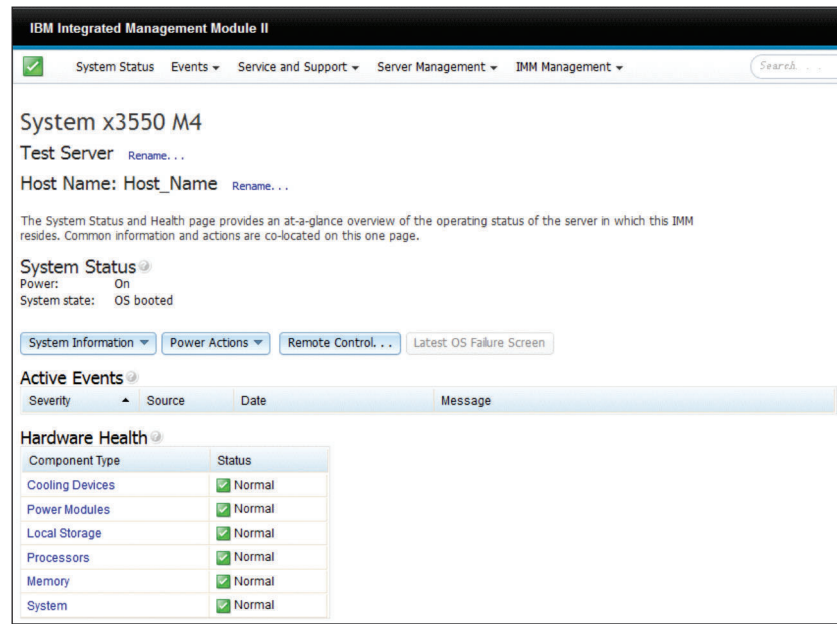 IBM Integrated Management Module II
System Status Events Service and Support Server Management IMM Management Search. . .
System x3550 M4
Test Server Rename. . .
Host Name: Host_Name Rename. . .
The System Status and Health page provides an at-a-glance overview of the operating status of the server in which this IMM
resides. Common information and actions are co-located on this one page.
System Status
Power: On
System state: OS booted
System Information Power Actions Remote Control. . . Latest OS Failure Screen
Active Events
Severity Source Date Message
Hardware Health
Component Type Status
Cooling Devices Normal
Power Modules Normal
Local Storage Normal
Processors Normal
Memory Normal
System Normal